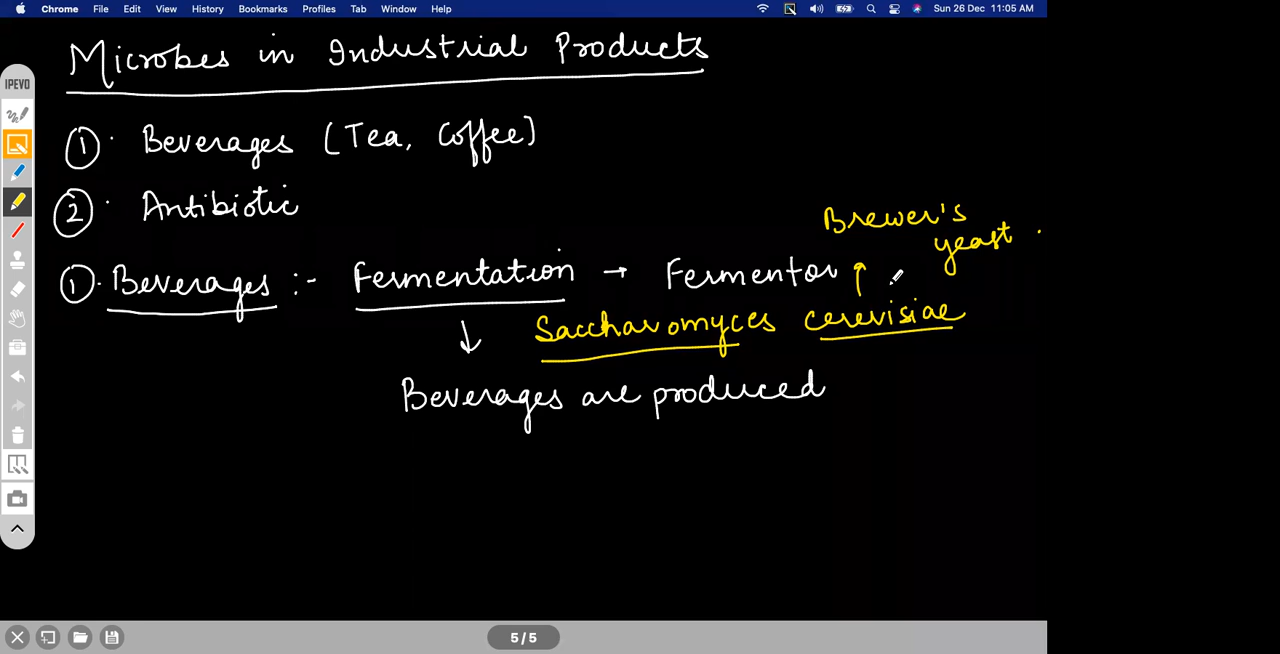 Chrome File Edit View History Bookmarks Profiles Tab Window Help Sun 26 Dec 11:05 AM
Microbes in Industrial Products
IPEVO
① · Beverages (Tea, Coffee)
② · Antibiotic
Brewer's
yeast .
① · Beverages :- Fermentation → Fermentor ↑
↓ Saccharomyces cerevisiae
Beverages are produced
5/5